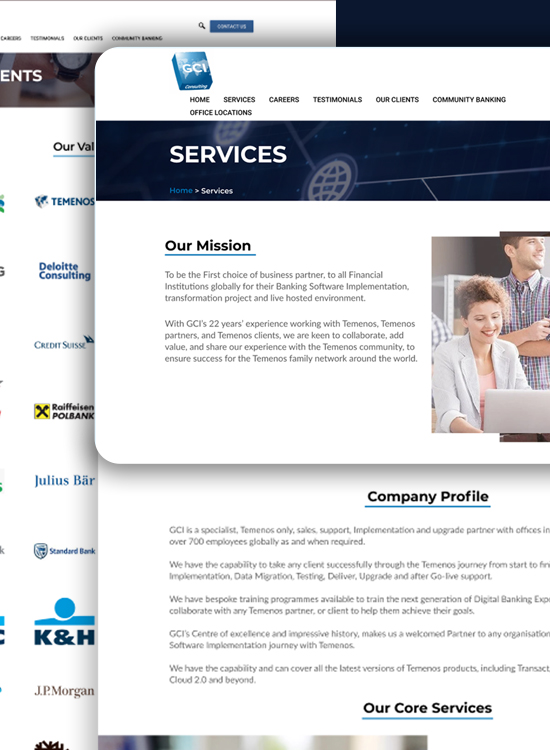 CONTACT US
CAREERS TESTIMONIALS OUR CLIENTS COMMUNITY BANKING
ENTS
Our Val
TEMENOS
G
Deloitte
Consulting
CREDIT SUISSE
Raiffeisen
POLBANK
Julius Bär
k Standard Bank
C K&H
J.P.Morgan
GCI
Consulting
HOME SERVICES CAREERS TESTIMONIALS OUR CLIENTS COMMUNITY BANKING
OFFICE LOCATIONS
SERVICES
Home > Services
Our Mission
To be the First choice of business partner, to all Financial
Institutions globally for their Banking Software Implementation,
transformation project and live hosted environment.
With GCI's 22 years' experience working with Temenos, Temenos
partners, and Temenos clients, we are keen to collaborate, add
value, and share our experience with the Temenos community, to
ensure success for the Temenos family network around the world.
Company Profile
GCI is a specialist, Temenos only, sales, support, Implementation and upgrade partner with offices in
over 700 employees globally as and when required.
We have the capability to take any client successfully through the Temenos journey from start to fin
Implementation, Data Migration, Testing, Deliver, Upgrade and after Go-live support.
We have bespoke training programmes available to train the next generation of Digital Banking Exp
collaborate with any Temenos partner, or client to help them achieve their goals.
GCI's Centre of excellence and impressive history, makes us a welcomed Partner to any organisation
Software Implementation journey with Temenos.
We have the capability and can cover all the latest versions of Temenos products, including Transact
Cloud 2.0 and beyond.
Our Core Services